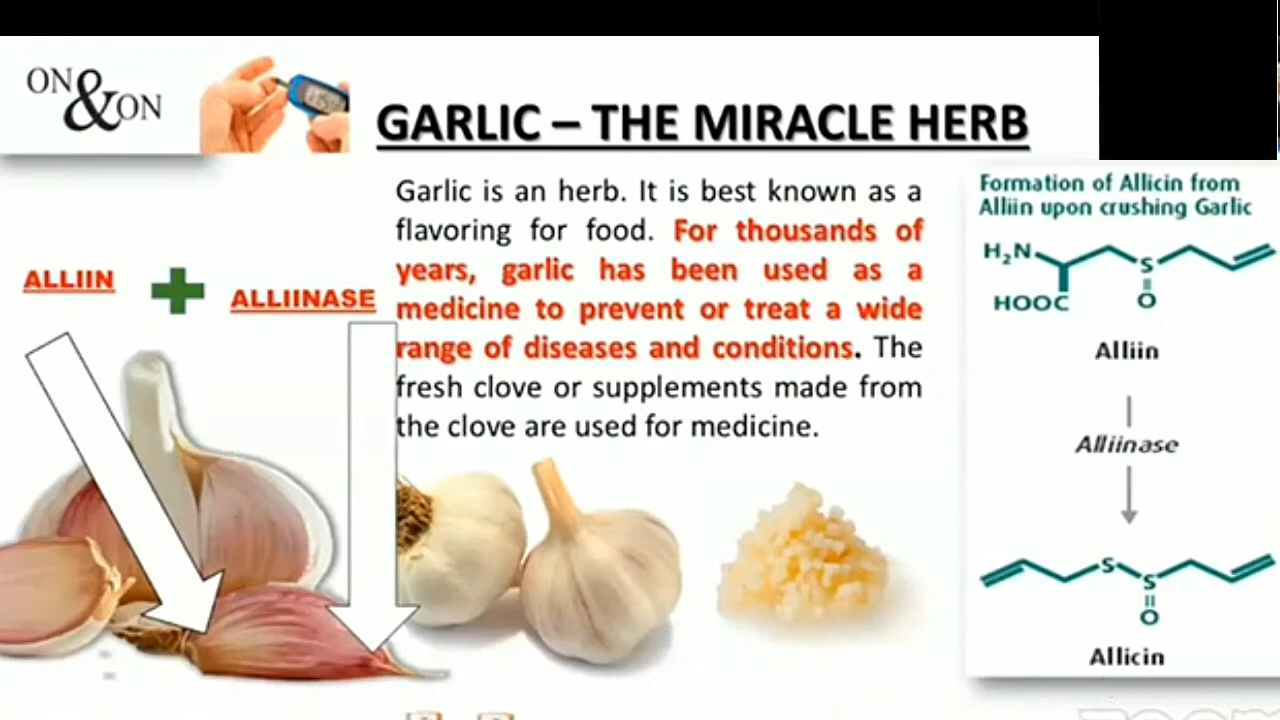 ON & ON
GARLIC – THE MIRACLE HERB
Garlic is an herb. It is best known as a
flavoring for food. For thousands of
years, garlic has been used as a
medicine to prevent or treat a wide
range of diseases and conditions. The
fresh clove or supplements made from
the clove are used for medicine.
ALLIIN
ALLIINASE
Formation of Allicin from
Alliin upon crushing Garlic
H₂N
S
HOOC
O
Alliin
Alliinase
S
S
O
Allicin